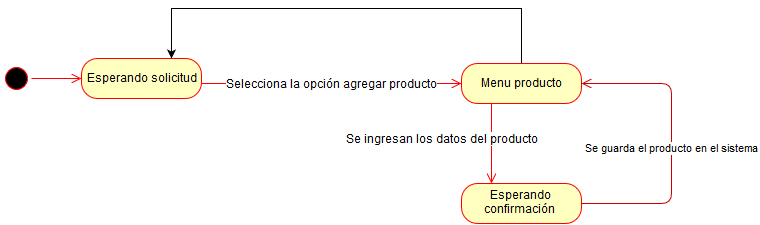 Esperando solicitud
Selecciona la opción agregar producto
Menu producto
Se ingresan los datos del producto
Se guarda el producto en el sistema
Esperando
confirmación